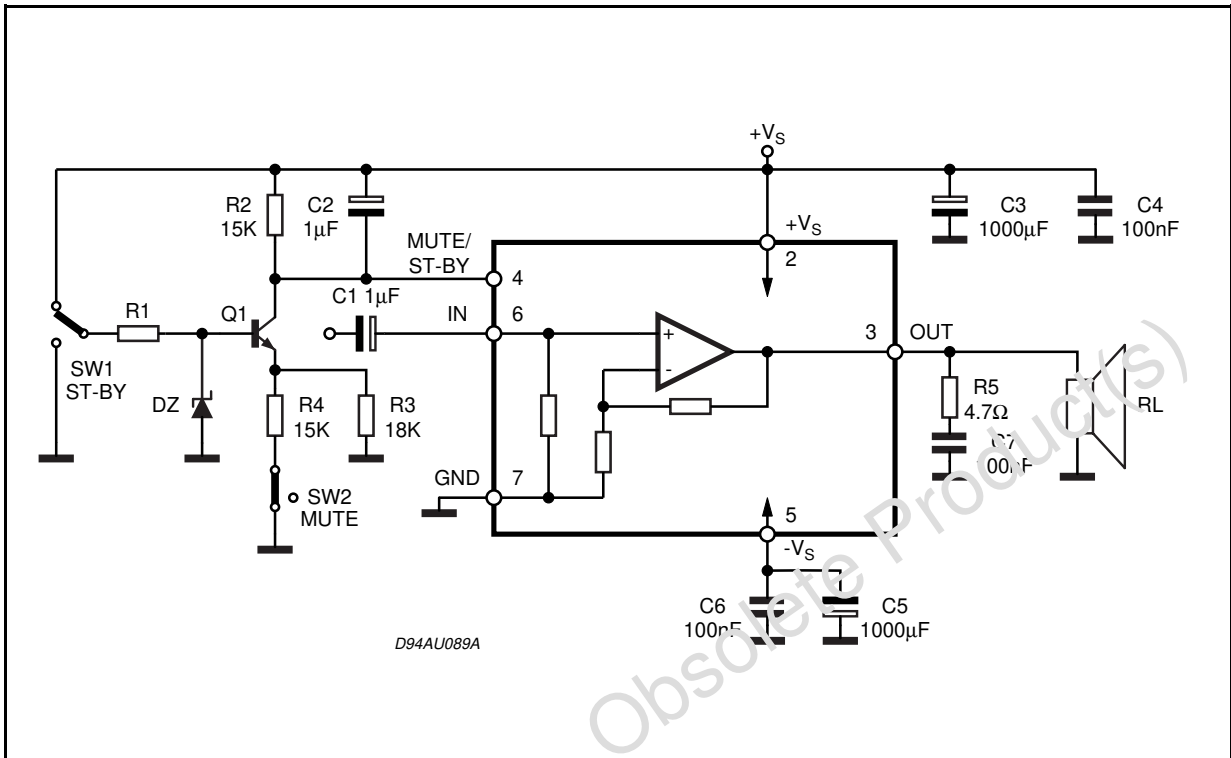 +VS
R2
15K
C2
1μF
C3
1000μF
C4
100nF
MUTE/
ST-BY
4
+VS
2
C1 1μF
R1
Q1
IN
6
3
OUT
+
-
SW1
ST-BY
DZ
R4
15K
R3
18K
R5
4.7Ω
RL
GND
7
SW2
MUTE
5
-VS
C6
100nF
C5
1000μF
D94AU089A
Obsolete Product(s)